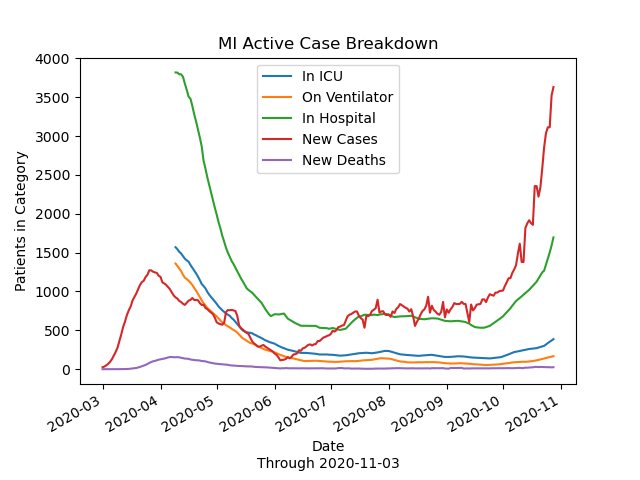 MI Active Case Breakdown
In ICU
On Ventilator
In Hospital
New Cases
New Deaths
Patients in Category
4000
3500
3000
2500
2000
1500
1000
500
0
2020-03
2020-04
2020-05
2020-06
2020-07
2020-08
2020-09
2020-10
2020-11
Date
Through 2020-11-03